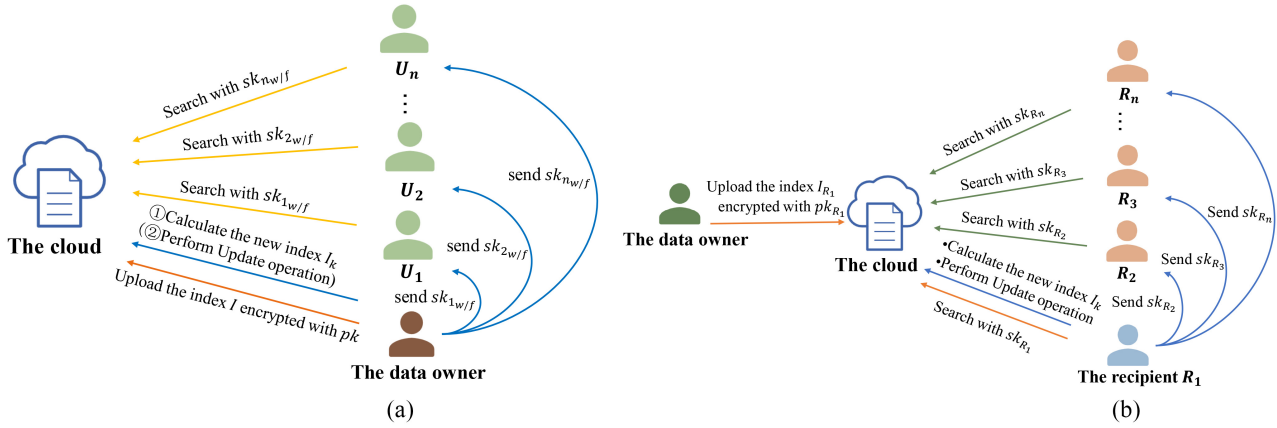 U_n
⋮
Search with sk_{n_{w/f}}
Search with sk_{2_{w/f}}
U_2
send sk_{n_{w/f}}
Search with sk_{1_{w/f}}
The cloud
①Calculate the new index I_k
(②Perform Update operation)
U_1
send sk_{2_{w/f}}
Upload the index I encrypted with pk
send sk_{1_{w/f}}
The data owner
(a)
R_n
⋮
Search with sk_{R_n}
R_3
Search with sk_{R_3}
Upload the index I_{R_1}
encrypted with pk_{R_1}
The data owner
Search with sk_{R_2}
Send sk_{R_n}
The cloud
R_2
Send sk_{R_3}
•Calculate the new index I_k
•Perform Update operation
Send sk_{R_2}
Search with sk_{R_1}
The recipient R_1
(b)